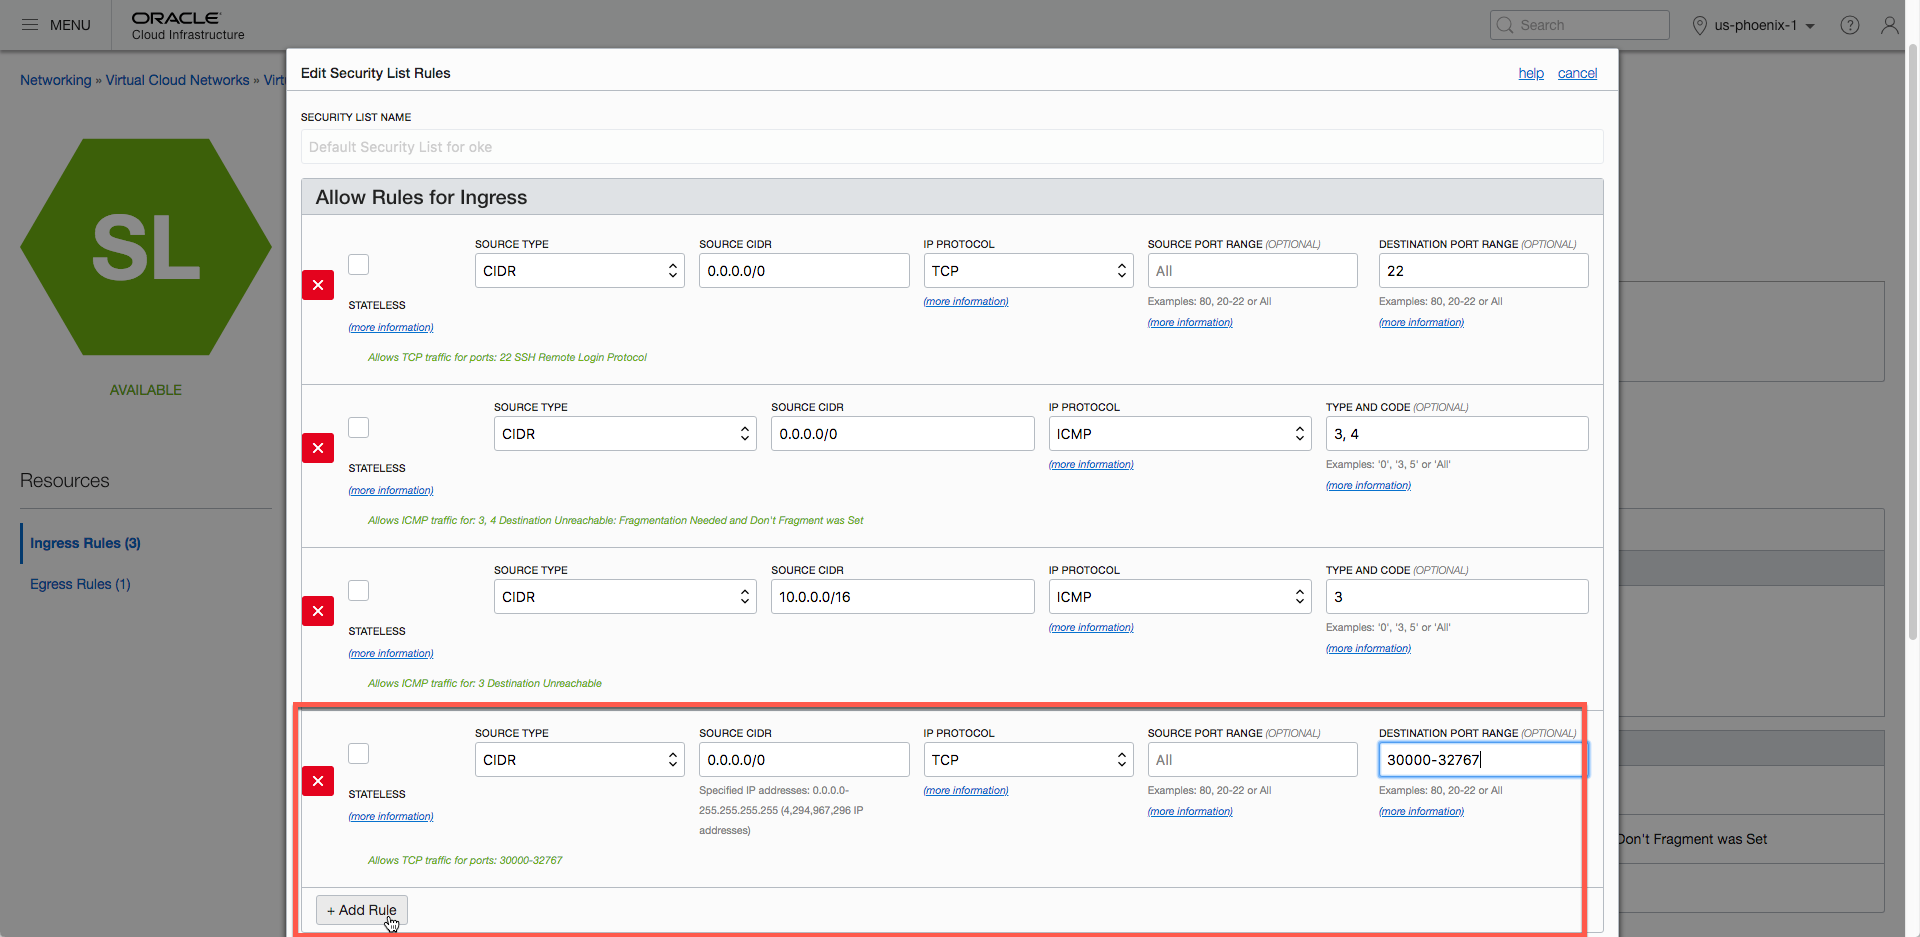 MENU
ORACLE
Cloud Infrastructure
Search
us-phoenix-1
Networking » Virtual Cloud Networks »
SL
AVAILABLE
Resources
Ingress Rules (3)
Egress Rules (1)
Edit Security List Rules
help cancel
SECURITY LIST NAME
Default Security List for oke
Allow Rules for Ingress
SOURCE TYPE SOURCE CIDR IP PROTOCOL SOURCE PORT RANGE (OPTIONAL) DESTINATION PORT RANGE (OPTIONAL)
CIDR 0.0.0.0/0 TCP All 22
(more information) Examples: 80, 20-22 or All Examples: 80, 20-22 or All
STATELESS
(more information) (more information) (more information)
Allows TCP traffic for ports: 22 SSH Remote Login Protocol
SOURCE TYPE SOURCE CIDR IP PROTOCOL TYPE AND CODE (OPTIONAL)
CIDR 0.0.0.0/0 ICMP 3, 4
(more information) Examples: '0', '3, 5' or 'All'
STATELESS
(more information) (more information)
Allows ICMP traffic for: 3, 4 Destination Unreachable: Fragmentation Needed and Don't Fragment was Set
SOURCE TYPE SOURCE CIDR IP PROTOCOL TYPE AND CODE (OPTIONAL)
CIDR 10.0.0.0/16 ICMP 3
(more information) Examples: '0', '3, 5' or 'All'
STATELESS
(more information) (more information)
Allows ICMP traffic for: 3 Destination Unreachable
SOURCE TYPE SOURCE CIDR IP PROTOCOL SOURCE PORT RANGE (OPTIONAL) DESTINATION PORT RANGE (OPTIONAL)
CIDR 0.0.0.0/0 TCP All 30000-32767
Specified IP addresses: 0.0.0.0- (more information) Examples: 80, 20-22 or All Examples: 80, 20-22 or All
STATELESS
255.255.255.255 (4,294,967,296 IP (more information) (more information)
(more information)
addresses)
Allows TCP traffic for ports: 30000-32767
+ Add Rule
Don't Fragment was Set